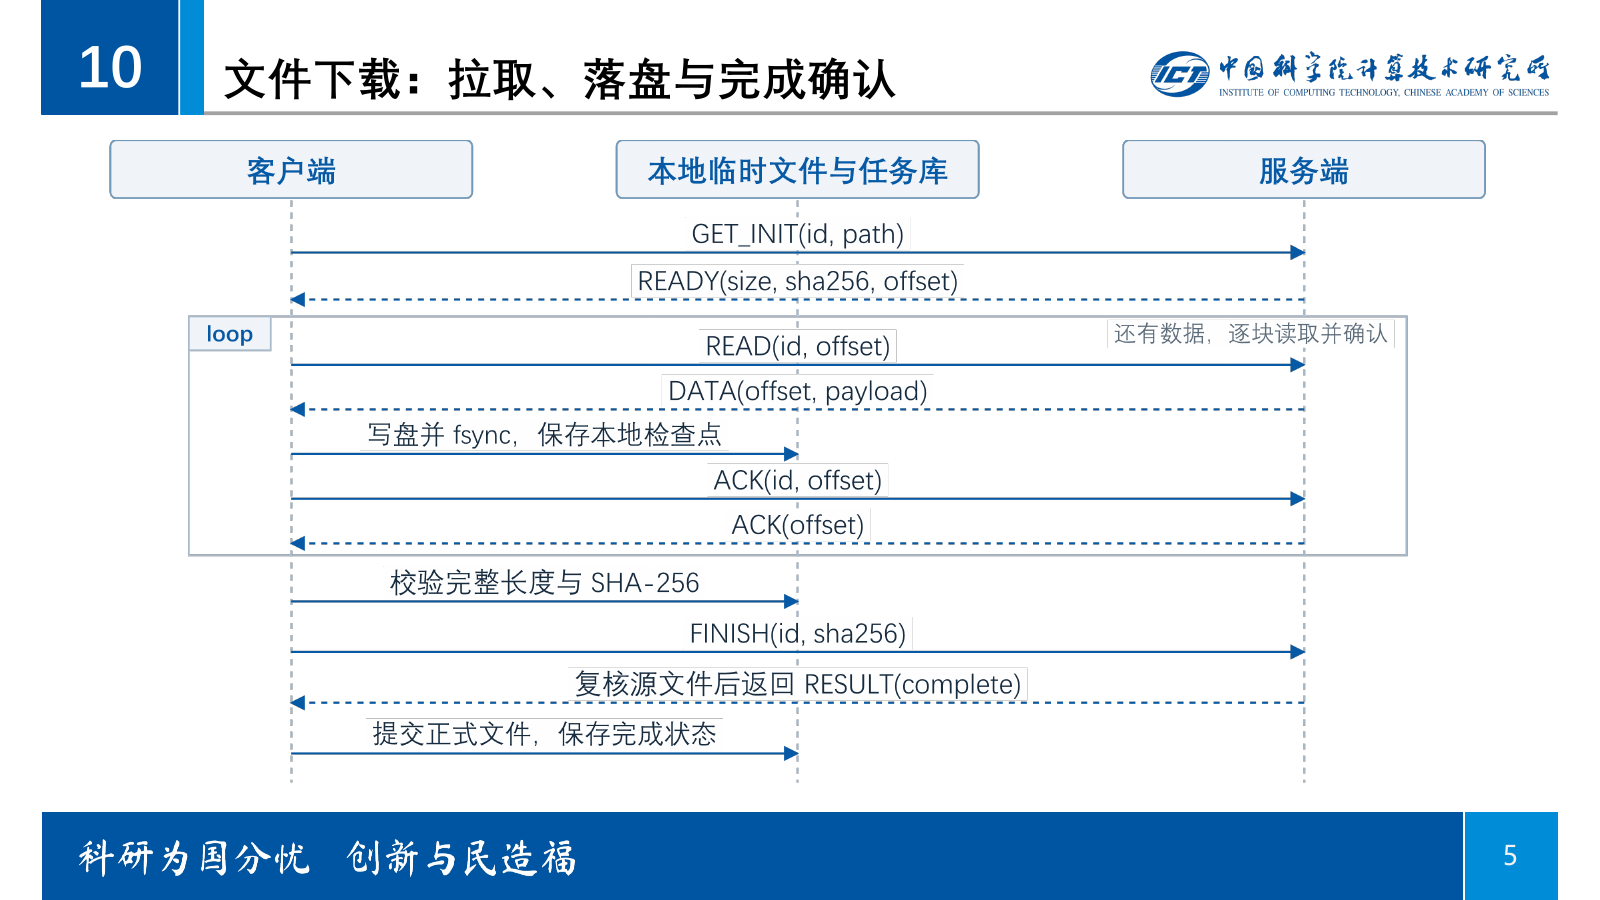 10
文件下载：拉取、落盘与完成确认
ICT
中国科学院计算技术研究所
INSTITUTE OF COMPUTING TECHNOLOGY, CHINESE ACADEMY OF SCIENCES
客户端
本地临时文件与任务库
服务端
GET_INIT(id, path)
READY(size, sha256, offset)
loop
还有数据，逐块读取并确认
READ(id, offset)
DATA(offset, payload)
写盘并 fsync，保存本地检查点
ACK(id, offset)
ACK(offset)
校验完整长度与 SHA-256
FINISH(id, sha256)
复核源文件后返回 RESULT(complete)
提交正式文件，保存完成状态
科研为国分忧 创新与民造福
5